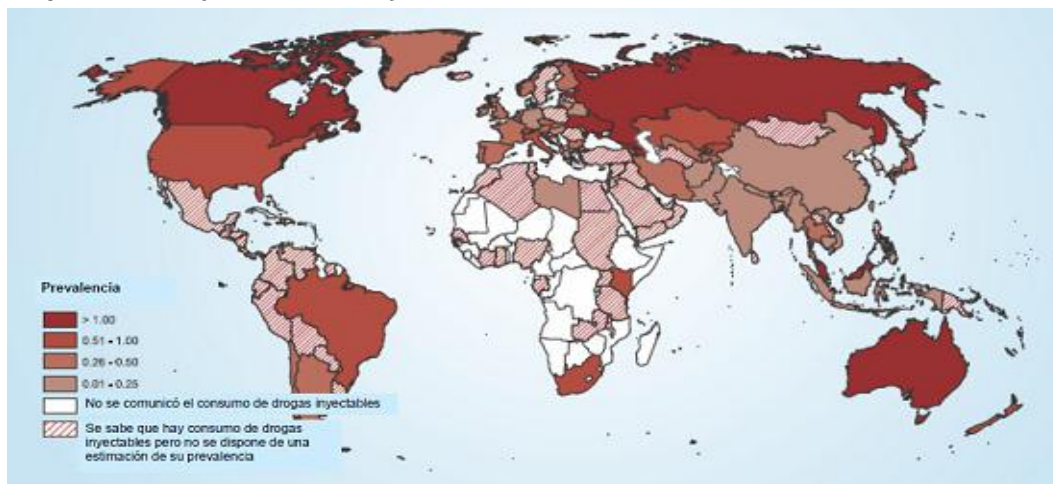 Prevalencia
> 1.00
0.51 - 1.00
0.26 - 0.50
0.01 - 0.25
No se comunicó el consumo de drogas inyectables
Se sabe que hay consumo de drogas
inyectables pero no se dispone de una
estimación de su prevalencia